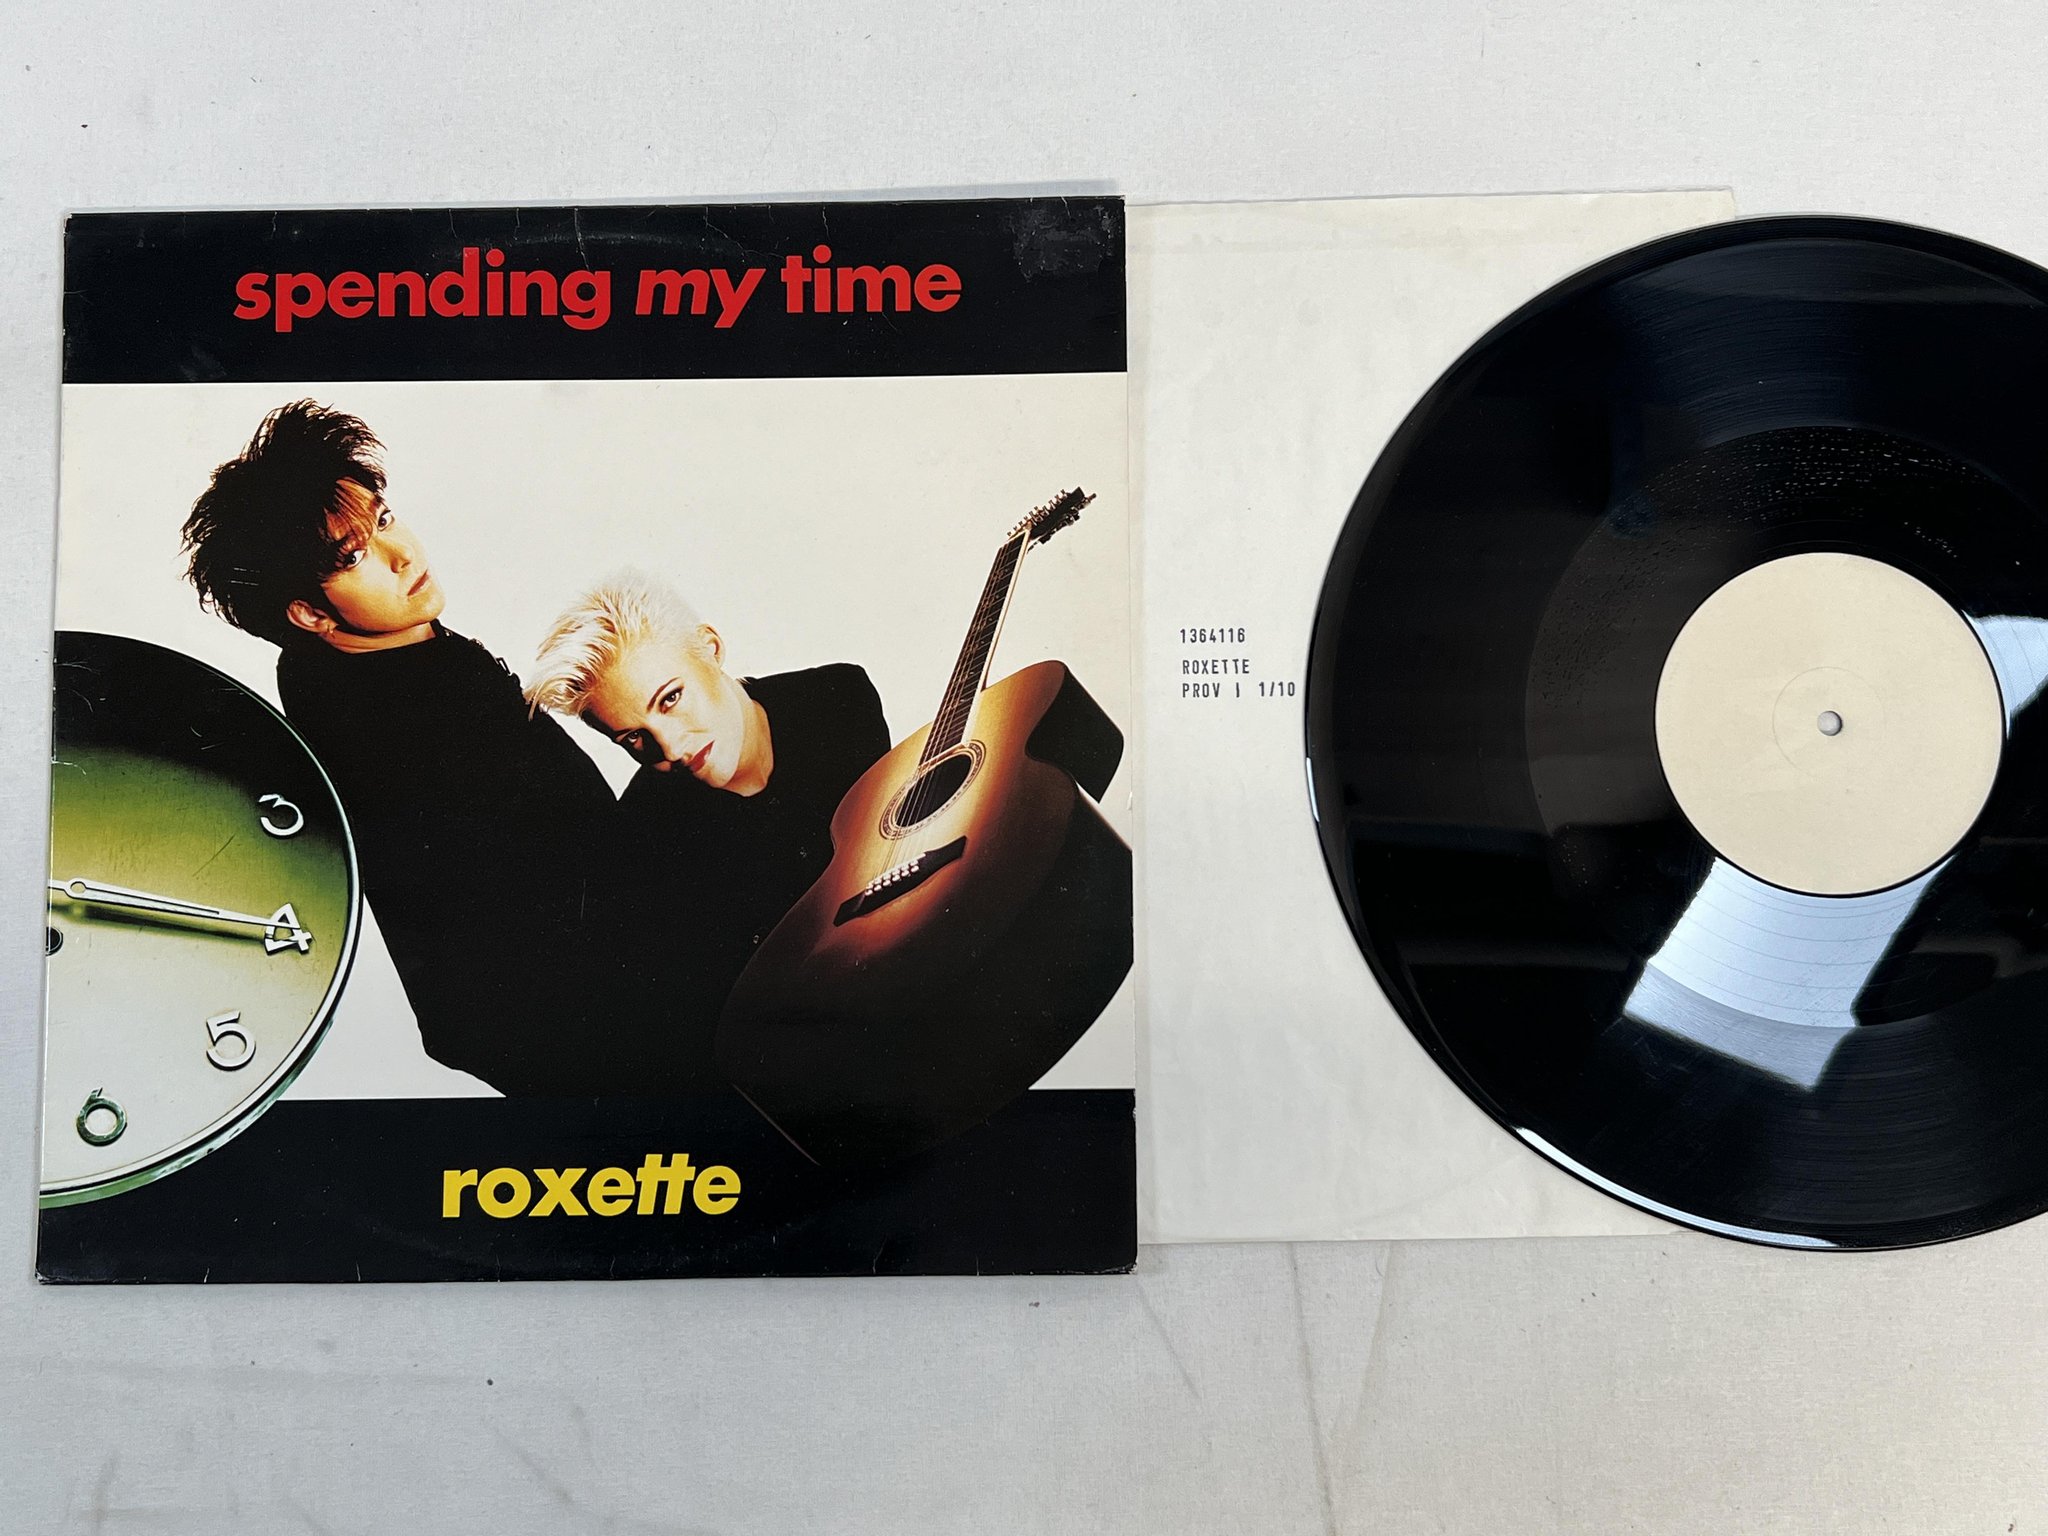 spending my time
3
4
5
6
roxette
1364116
ROXETTE
PROV I 1/10